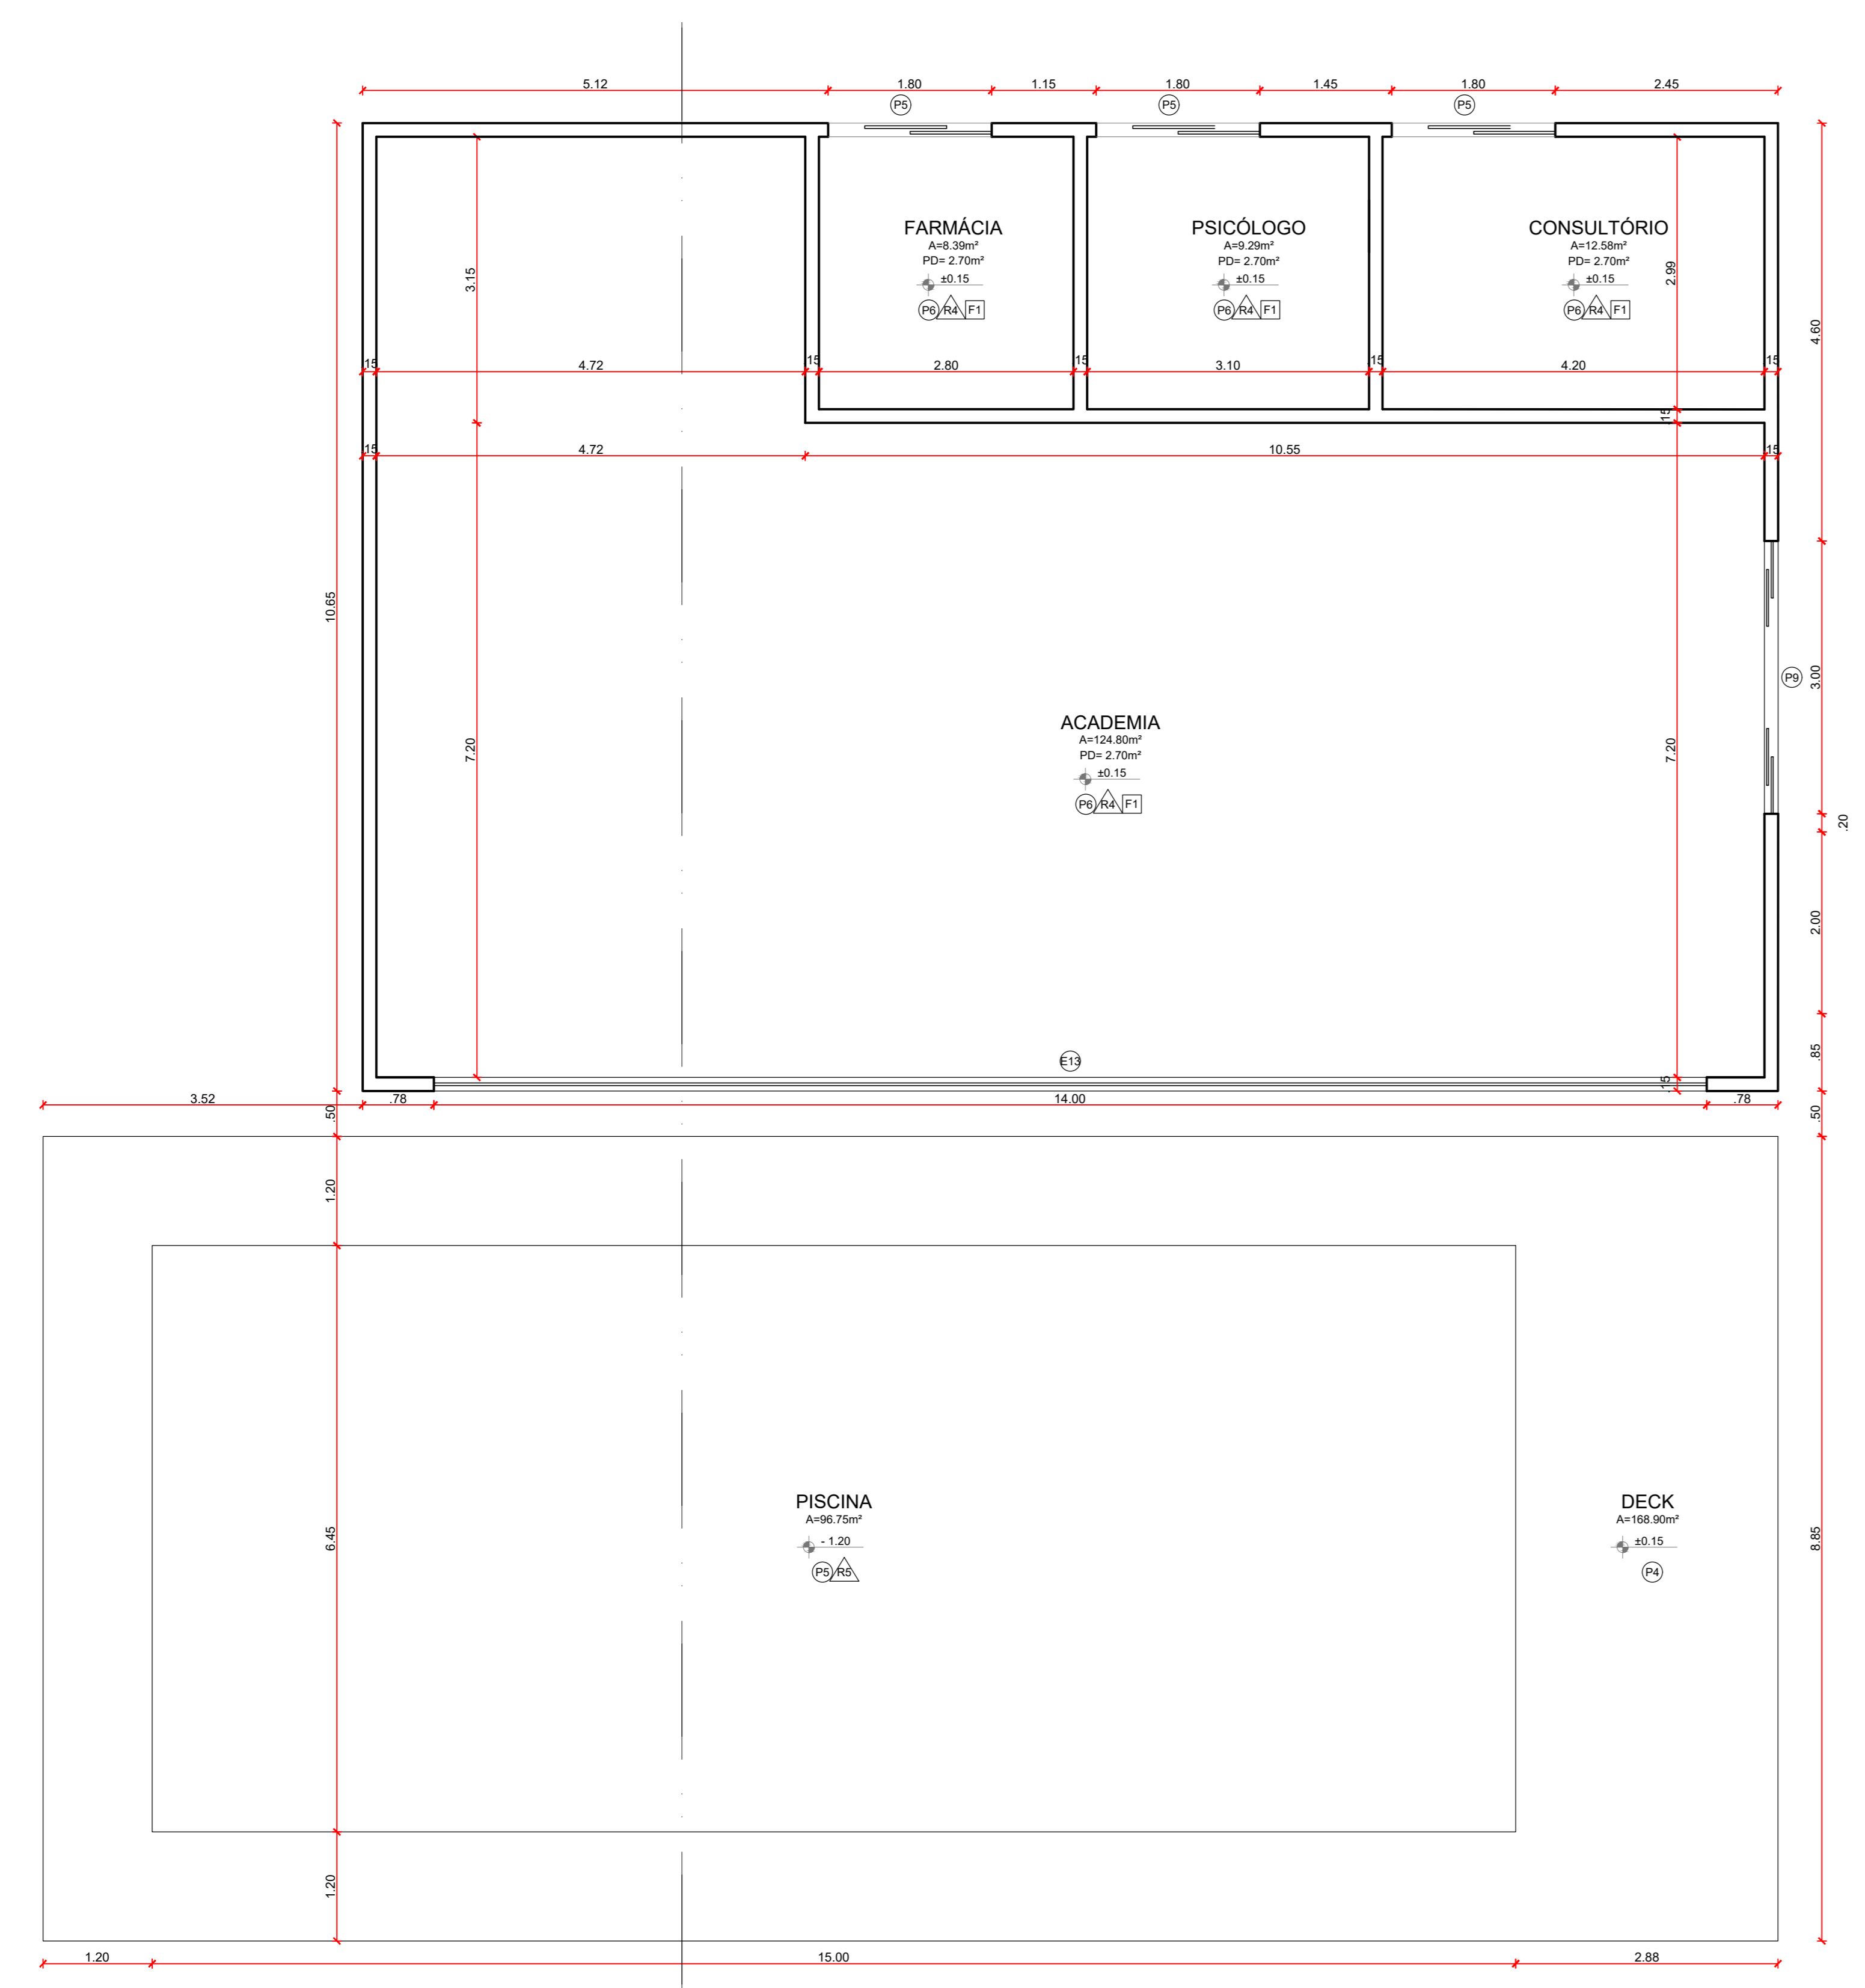 5.12
1.80
1.15
1.80
1.45
1.80
2.45
P5
P5
P5
FARMÁCIA
A=8.39m²
PD= 2.70m²
±0.15
P6
R4
F1
PSICÓLOGO
A=9.29m²
PD= 2.70m²
±0.15
P6
R4
F1
CONSULTÓRIO
A=12.58m²
PD= 2.70m²
±0.15
P6
R4
F1
3.15
2.99
4.60
.15
4.72
.15
2.80
.15
3.10
.15
4.20
.15
.15
.15
4.72
10.55
.15
10.65
3.00
P9
ACADEMIA
A=124.80m²
PD= 2.70m²
±0.15
P6
R4
F1
7.20
7.20
.20
2.00
.85
E13
.15
3.52
.78
14.00
.78
.50
.50
1.20
PISCINA
A=96.75m²
- 1.20
P5
R5
DECK
A=168.90m²
±0.15
P4
6.45
8.85
1.20
1.20
15.00
2.88